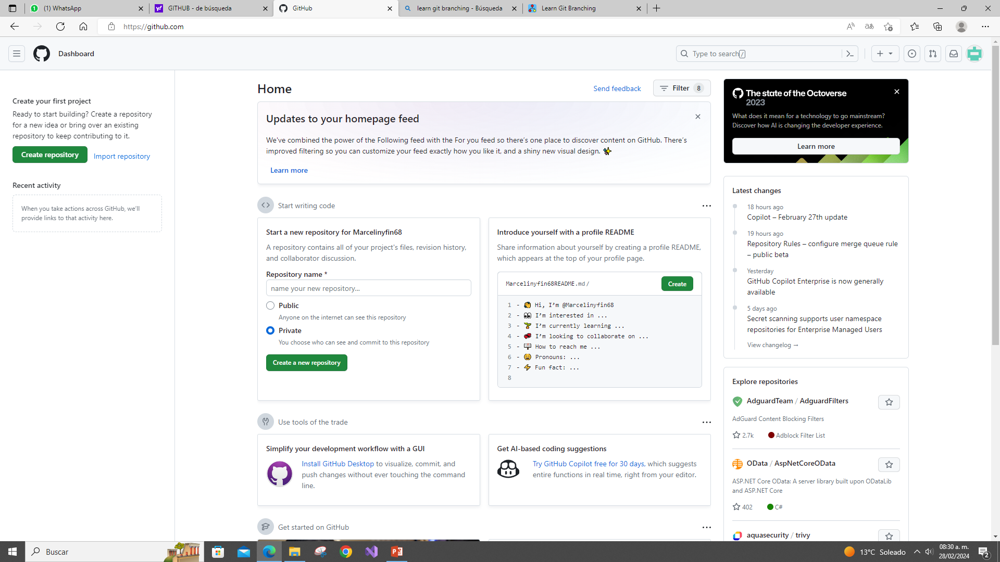 (1) WhatsApp
GITHUB - de búsqueda
GitHub
learn git branching - Búsqueda
Learn Git Branching
https://github.com
Dashboard
Type to search /
Create your first project
Ready to start building? Create a repository
for a new idea or bring over an existing
repository to keep contributing to it.
Create repository
Import repository
Recent activity
When you take actions across GitHub, we'll
provide links to that activity here.
Home
Send feedback
Filter 8
Updates to your homepage feed
We've combined the power of the Following feed with the For you feed so there's one place to discover content on GitHub. There's
improved filtering so you can customize your feed exactly how you like it, and a shiny new visual design. ✨
Learn more
Start writing code
Start a new repository for Marcelinyfin68
A repository contains all of your project's files, revision history,
and collaborator discussion.
Repository name *
name your new repository...
Public
Anyone on the internet can see this repository
Private
You choose who can see and commit to this repository
Create a new repository
Introduce yourself with a profile README
Share information about yourself by creating a profile README,
which appears at the top of your profile page.
Marcelinyfin68README.md /
Create
1 - 👋 Hi, I'm @Marcelinyfin68
2 - 👀 I'm interested in ...
3 - 🌱 I'm currently learning ...
4 - 💞️ I'm looking to collaborate on ...
5 - 📫 How to reach me ...
6 - 😄 Pronouns: ...
7 - ⚡ Fun fact: ...
8
Use tools of the trade
Simplify your development workflow with a GUI
Install GitHub Desktop to visualize, commit, and
push changes without ever touching the command
line.
Get AI-based coding suggestions
Try GitHub Copilot free for 30 days, which suggests
entire functions in real time, right from your editor.
Get started on GitHub
The state of the Octoverse
2023
What does it mean for a technology to go mainstream?
Discover how AI is changing the developer experience.
Learn more
Latest changes
18 hours ago
Copilot – February 27th update
19 hours ago
Repository Rules – configure merge queue rule
– public beta
Yesterday
GitHub Copilot Enterprise is now generally
available
5 days ago
Secret scanning supports user namespace
repositories for Enterprise Managed Users
View changelog →
Explore repositories
AdguardTeam / AdguardFilters
AdGuard Content Blocking Filters
2.7k
Adblock Filter List
OData / AspNetCoreOData
ASP.NET Core OData: A server library built upon ODataLib
and ASP.NET Core
402
C#
aquasecurity / trivy
Buscar
13°C Soleado
08:30 a. m.
28/02/2024
2